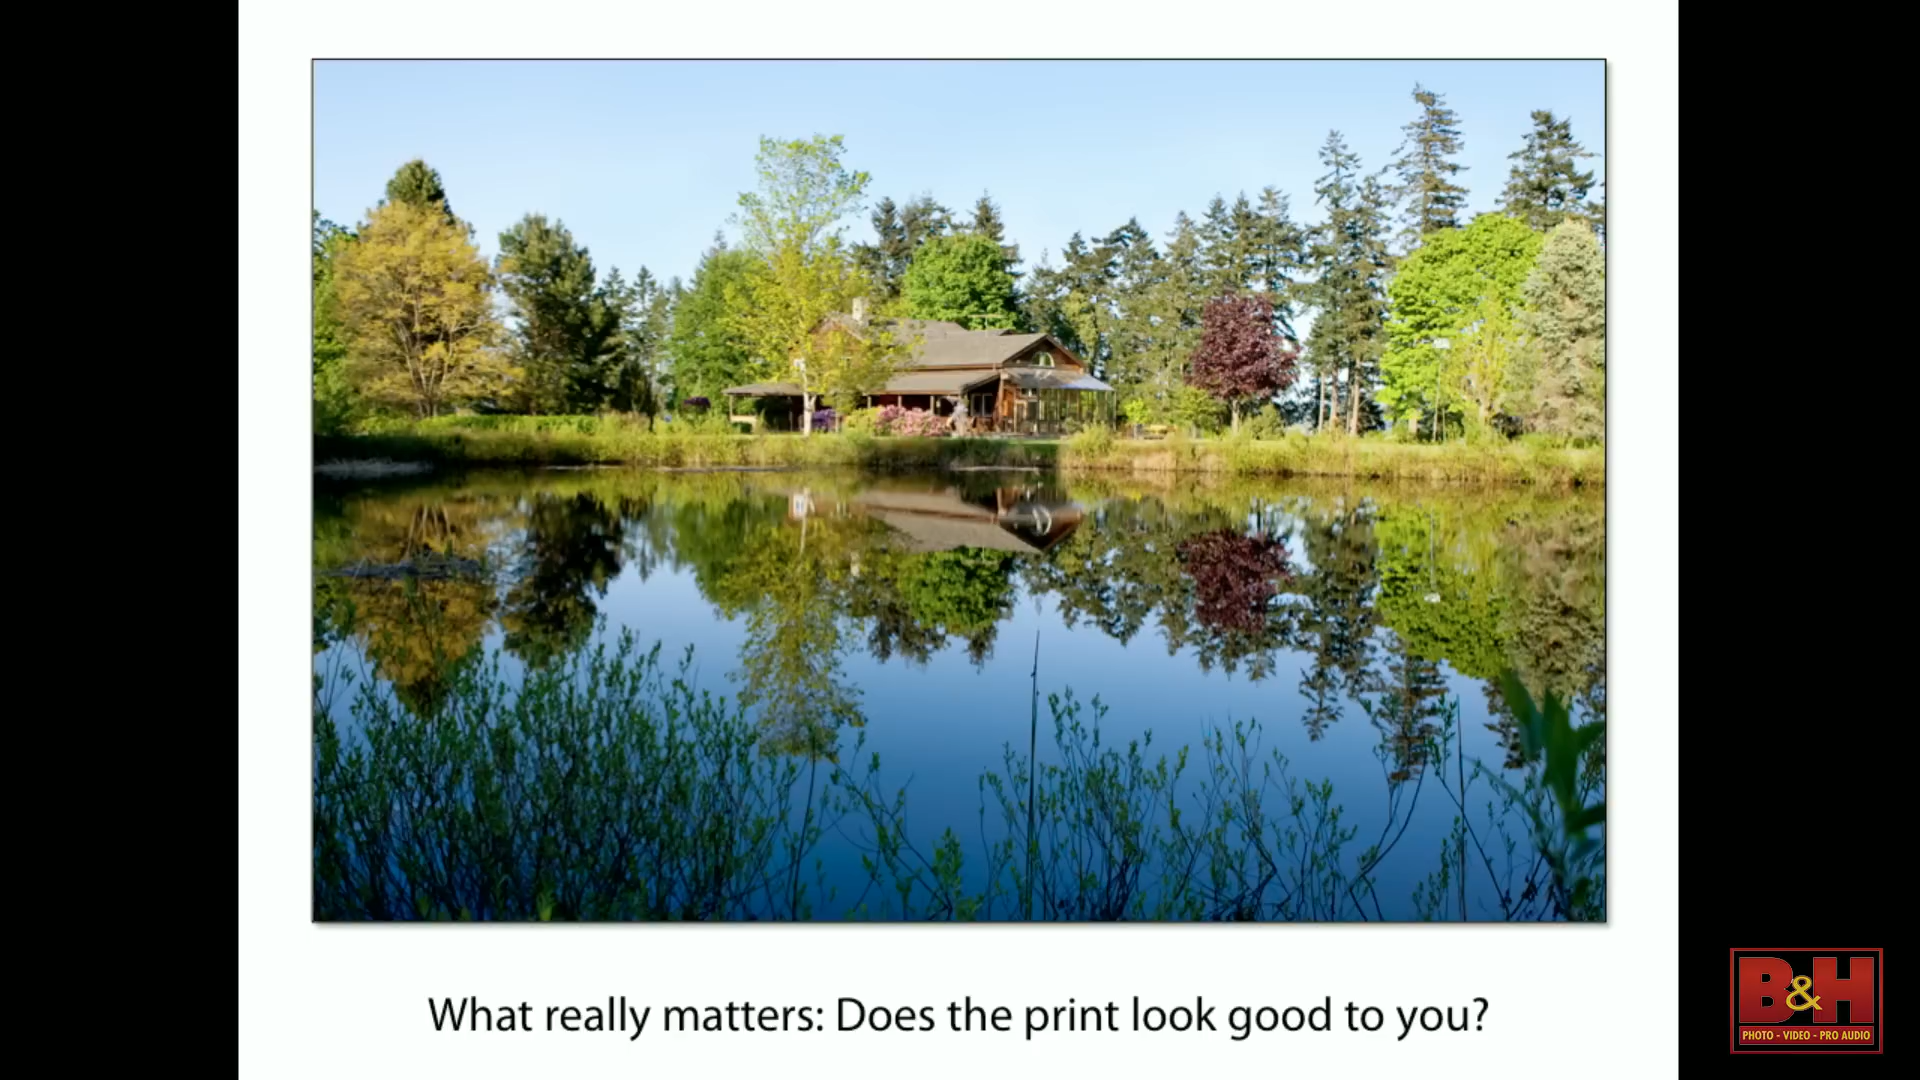 What really matters: Does the print look good to you?
B&H
PHOTO - VIDEO - PRO AUDIO